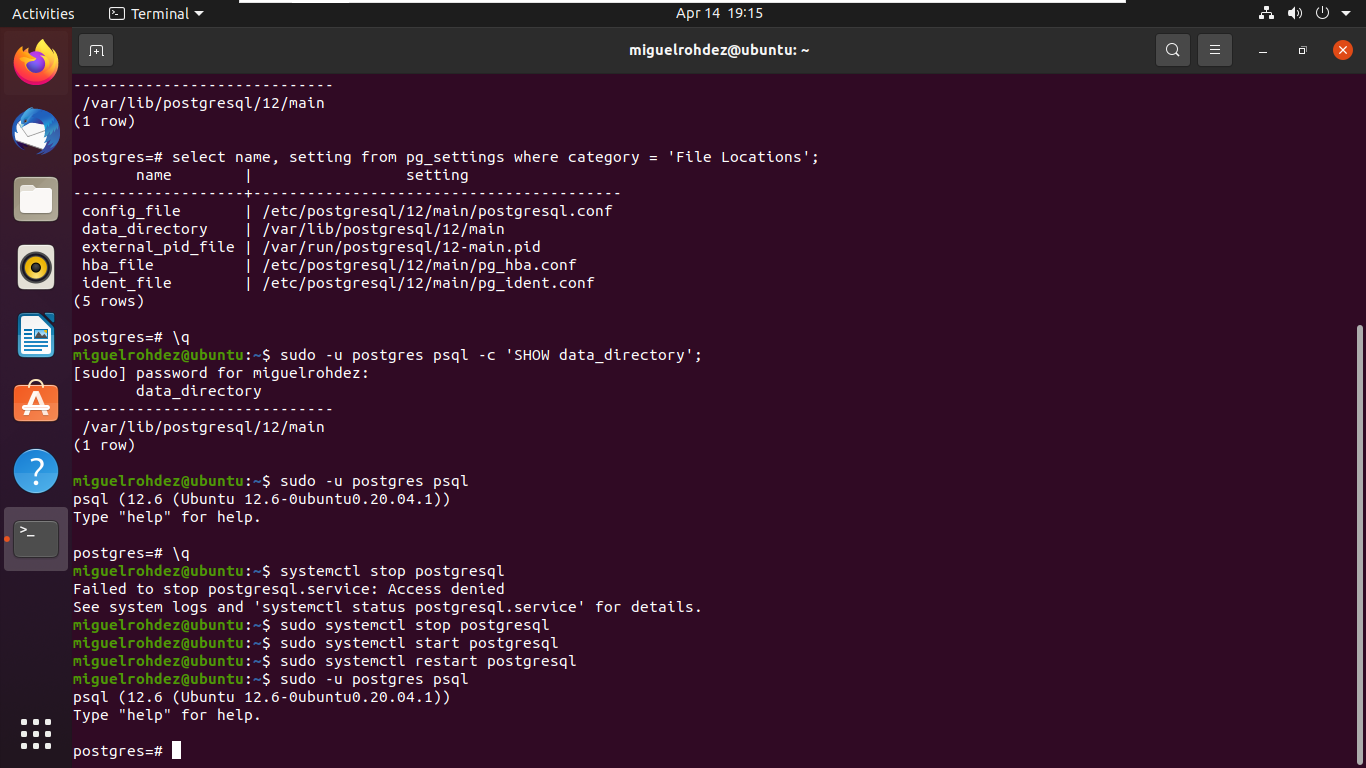 Activities
Terminal
Apr 14 19:15
miguelrohdez@ubuntu: ~
-----------------------------
 /var/lib/postgresql/12/main
(1 row)
postgres=# select name, setting from pg_settings where category = 'File Locations';
       name        |                 setting
-------------------+-----------------------------------------
 config_file       | /etc/postgresql/12/main/postgresql.conf
 data_directory    | /var/lib/postgresql/12/main
 external_pid_file | /var/run/postgresql/12-main.pid
 hba_file          | /etc/postgresql/12/main/pg_hba.conf
 ident_file        | /etc/postgresql/12/main/pg_ident.conf
(5 rows)
postgres=# \q
miguelrohdez@ubuntu:~$ sudo -u postgres psql -c 'SHOW data_directory';
[sudo] password for miguelrohdez:
       data_directory
-----------------------------
 /var/lib/postgresql/12/main
(1 row)
miguelrohdez@ubuntu:~$ sudo -u postgres psql
psql (12.6 (Ubuntu 12.6-0ubuntu0.20.04.1))
Type "help" for help.
postgres=# \q
miguelrohdez@ubuntu:~$ systemctl stop postgresql
Failed to stop postgresql.service: Access denied
See system logs and 'systemctl status postgresql.service' for details.
miguelrohdez@ubuntu:~$ sudo systemctl stop postgresql
miguelrohdez@ubuntu:~$ sudo systemctl start postgresql
miguelrohdez@ubuntu:~$ sudo systemctl restart postgresql
miguelrohdez@ubuntu:~$ sudo -u postgres psql
psql (12.6 (Ubuntu 12.6-0ubuntu0.20.04.1))
Type "help" for help.
postgres=#